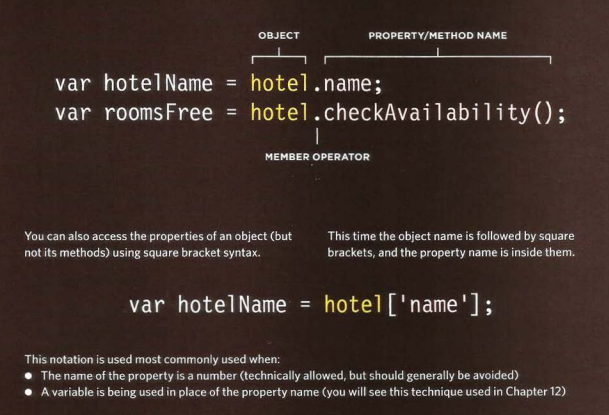 OBJECT PROPERTY/METHOD NAME
var hotelName = hotel.name;
var roomsFree = hotel.checkAvailability();
MEMBER OPERATOR
You can also access the properties of an object (but
not its methods) using square bracket syntax.
This time the object name is followed by square
brackets, and the property name is inside them.
var hotelName = hotel['name'];
This notation is used most commonly used when:
● The name of the property is a number (technically allowed, but should generally be avoided)
● A variable is being used in place of the property name (you will see this technique used in Chapter 12)